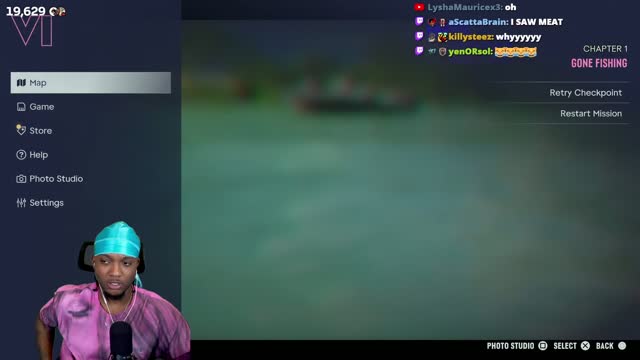 19,629
VI
LyshaMauricex3: oh
aScattaBrain: I SAW MEAT
killysteez: whyyyyyy
yenORsol:
CHAPTER 1
GONE FISHING
Map
Game
Store
Help
Photo Studio
Settings
Retry Checkpoint
Restart Mission
PHOTO STUDIO SELECT BACK